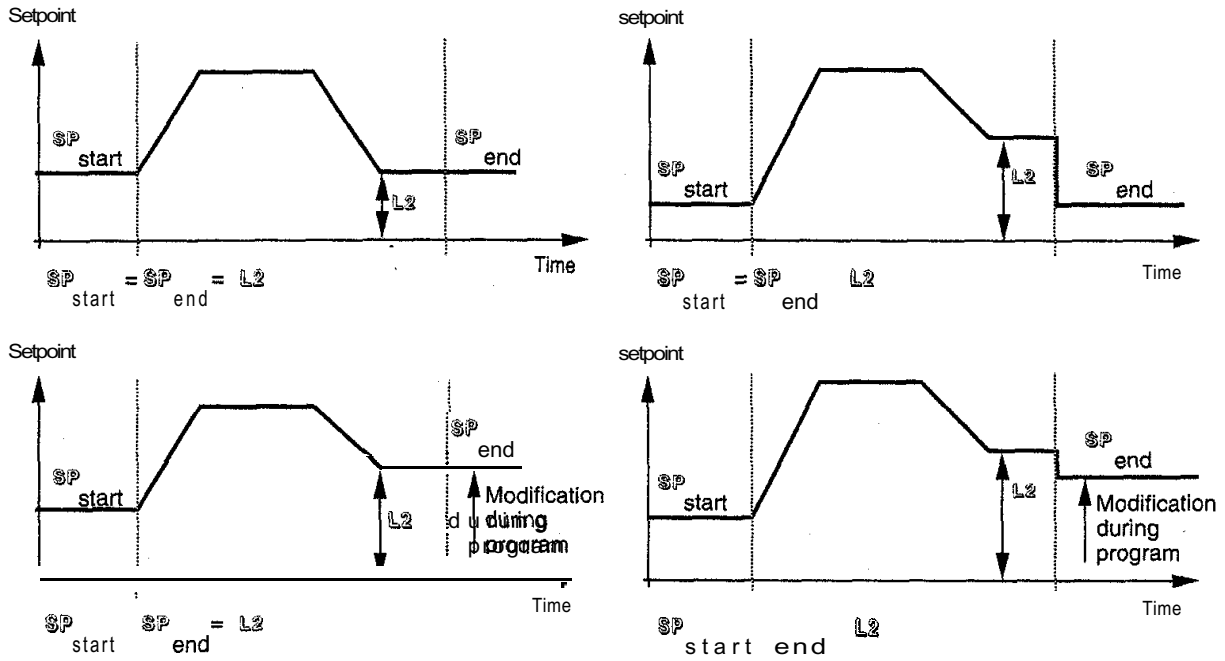 Setpoint
SP start
SP end
L2
Time
SP start = SP end = L2
setpoint
SP start
L2
SP end
Time
SP start = SP end L2
Setpoint
SP start
L2
SP end
Modification
during
program
Time
SP start SP end = L2
setpoint
SP start
L2
SP end
Modification
during
program
Time
SP start end L2